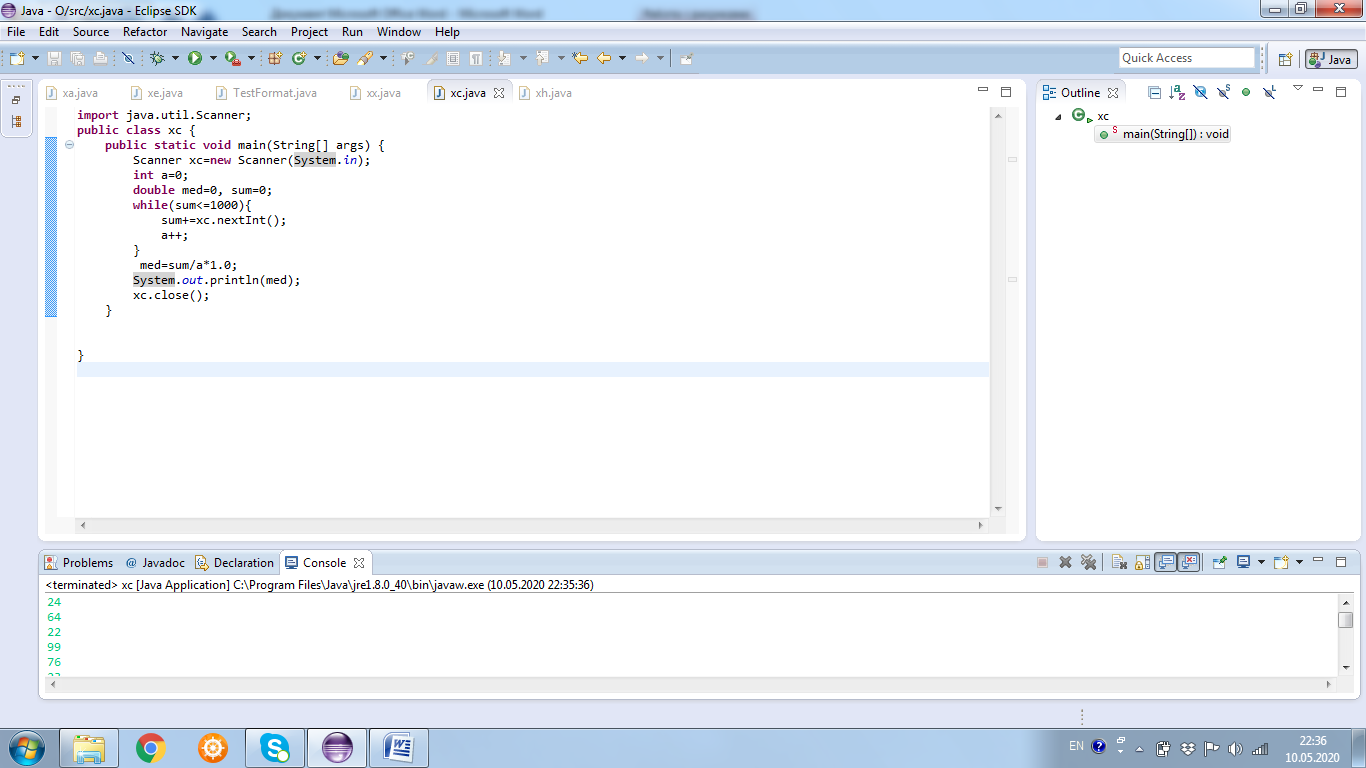 Java - O/src/xc.java - Eclipse SDK
File Edit Source Refactor Navigate Search Project Run Window Help
Quick Access
Java
xa.java xe.java TestFormat.java xx.java xc.java xh.java
import java.util.Scanner;
public class xc {
public static void main(String[] args) {
Scanner xc=new Scanner(System.in);
int a=0;
double med=0, sum=0;
while(sum<=1000){
sum+=xc.nextInt();
a++;
}
med=sum/a*1.0;
System.out.println(med);
xc.close();
}
}
Outline
xc
main(String[]) : void
Problems @ Javadoc Declaration Console
<terminated> xc [Java Application] C:\Program Files\Java\jre1.8.0_40\bin\javaw.exe (10.05.2020 22:35:36)
24
64
22
99
76
EN
22:36
10.05.2020